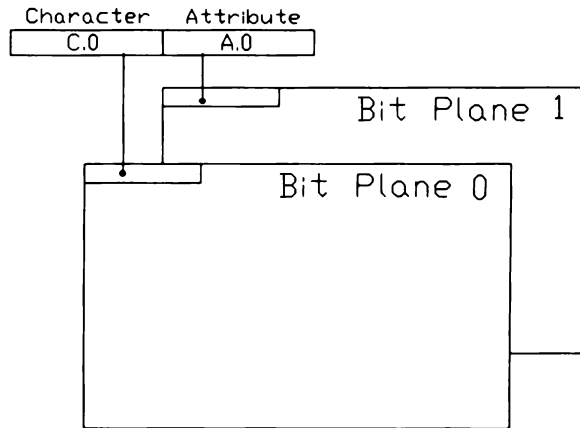 Character Attribute
C.0 A.0
Bit Plane 1
Bit Plane 0